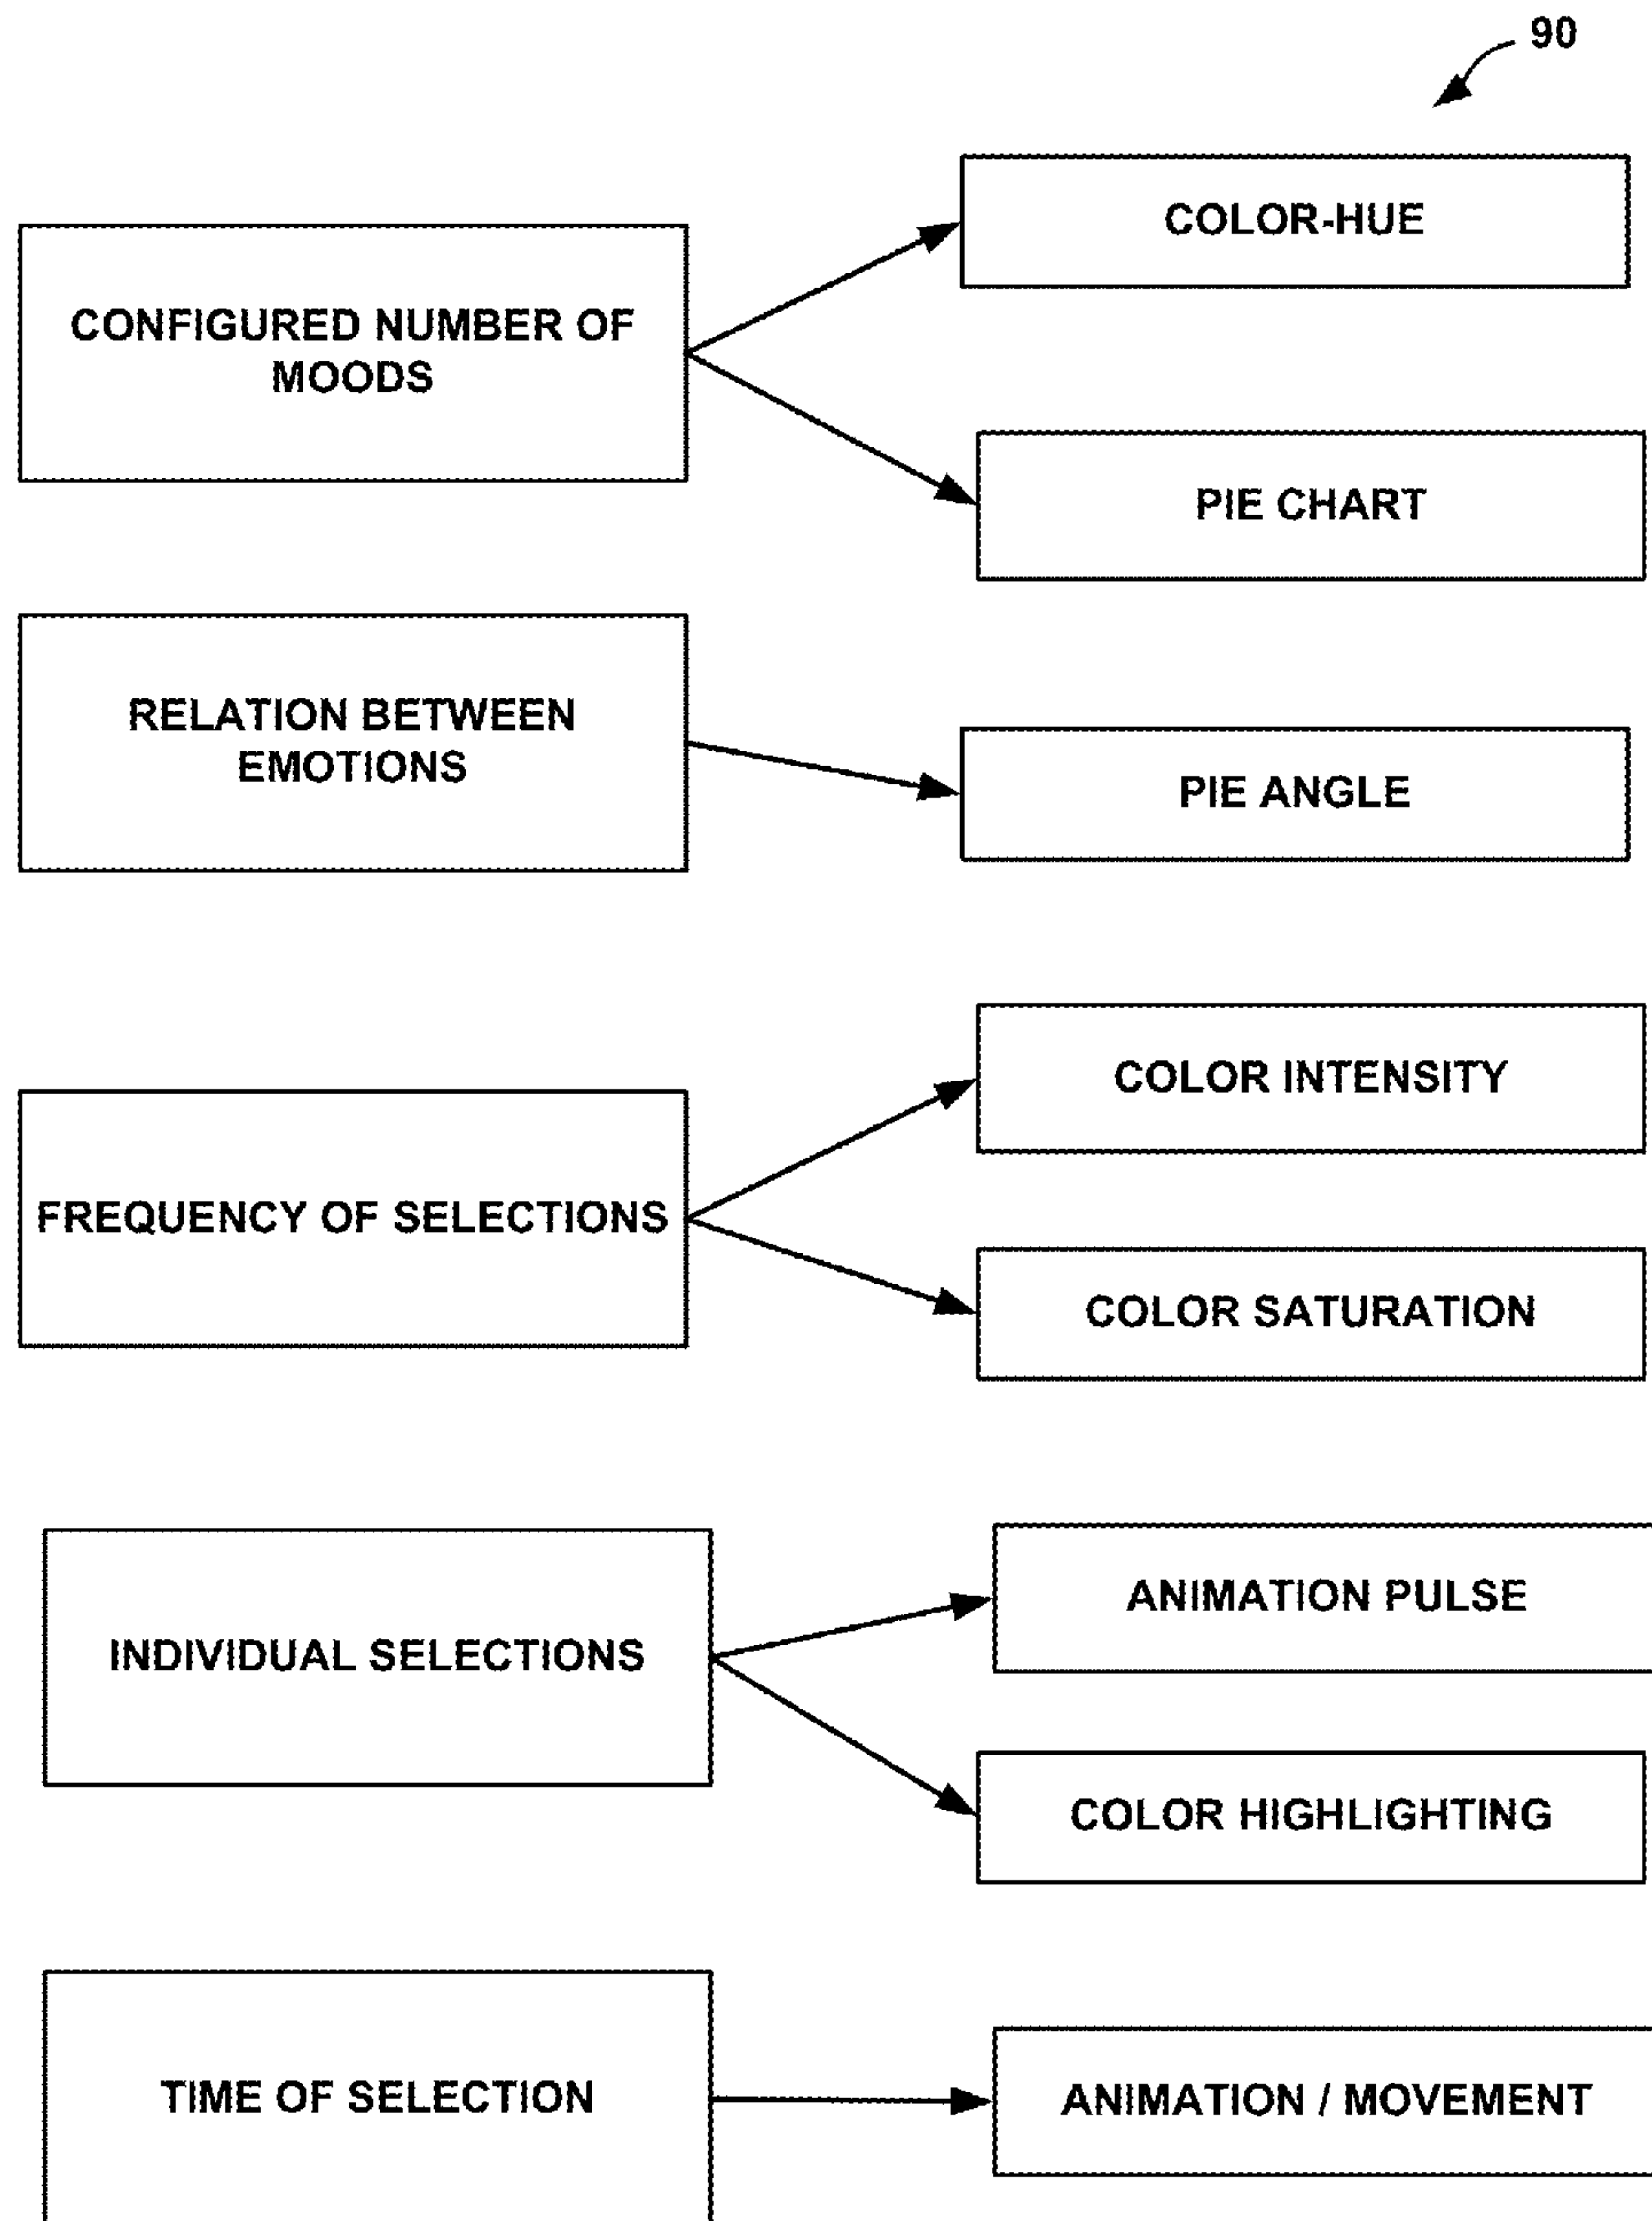 90
COLOR-HUE
CONFIGURED NUMBER OF
MOODS
PIE CHART
RELATION BETWEEN
EMOTIONS
PIE ANGLE
COLOR INTENSITY
FREQUENCY OF SELECTIONS
COLOR SATURATION
ANIMATION PULSE
INDIVIDUAL SELECTIONS
COLOR HIGHLIGHTING
TIME OF SELECTION
ANIMATION / MOVEMENT